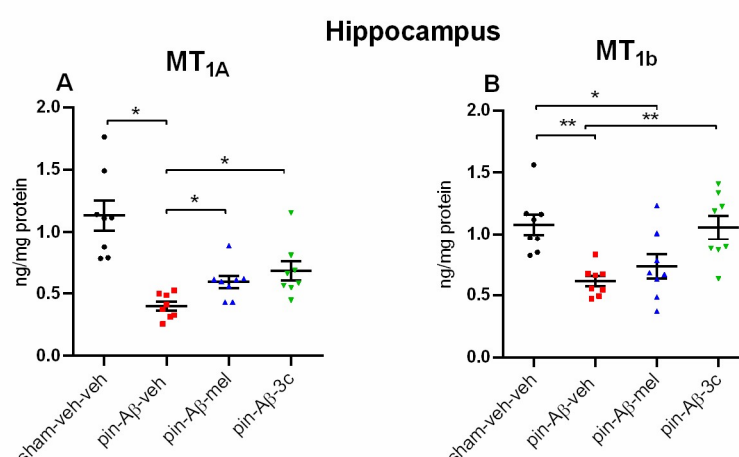 Hippocampus
A
MT1A
ng/mg protein
2.0
1.5
1.0
0.5
0.0
*
*
*
sham-veh-veh
pin-Aβ-veh
pin-Aβ-mel
pin-Aβ-3c
B
MT1b
ng/mg protein
2.0
1.5
1.0
0.5
0.0
*
**
**
sham-veh-veh
pin-Aβ-veh
pin-Aβ-mel
pin-Aβ-3c